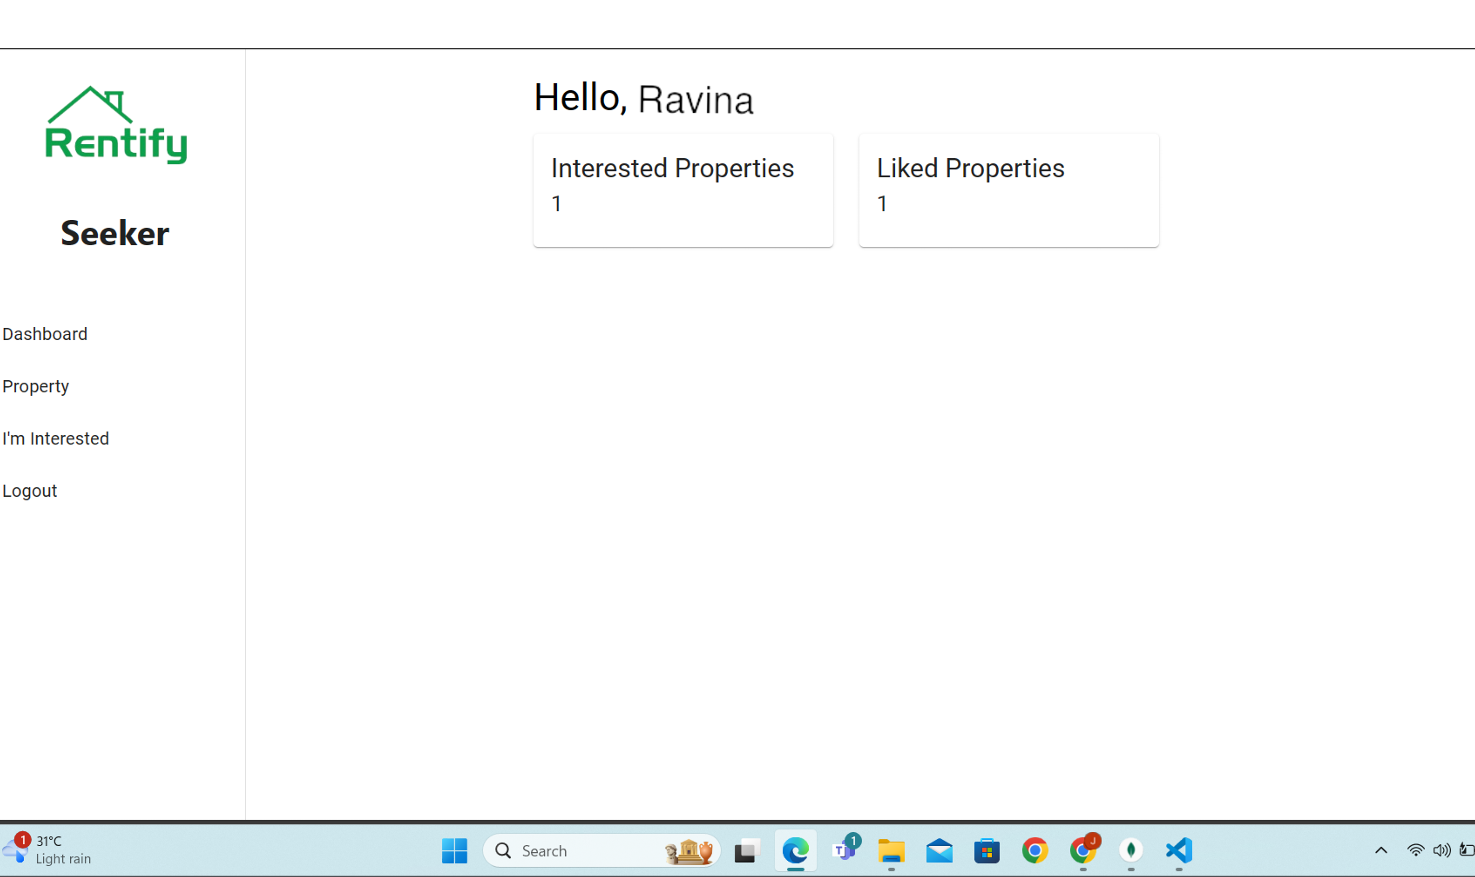 Rentify
Seeker
Dashboard
Property
I'm Interested
Logout
Hello, Ravina
Interested Properties
1
Liked Properties
1
1
31°C
Light rain
Search
T
1
J